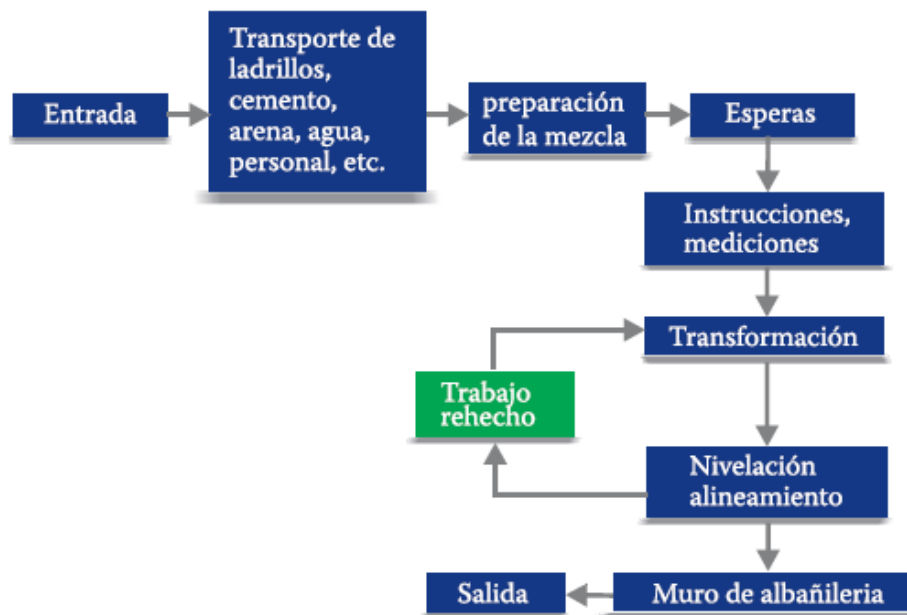 Entrada
Transporte de
ladrillos,
cemento,
arena, agua,
personal, etc.
preparación
de la mezcla
Esperas
Instrucciones,
mediciones
Transformación
Trabajo
rehecho
Nivelación
alineamiento
Muro de albañileria
Salida